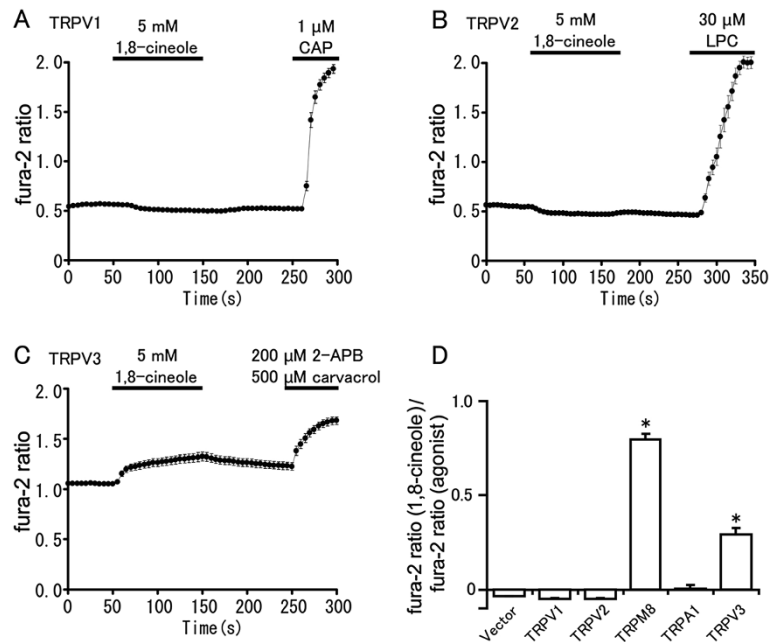 A
TRPV1
5 mM
1,8-cineole
1 μM
CAP
2.0
1.5
1.0
0.5
0
fura-2 ratio
0 50 100 150 200 250 300
Time(s)
B
TRPV2
5 mM
1,8-cineole
30 μM
LPC
2.0
1.5
1.0
0.5
0
fura-2 ratio
0 50 100 150 200 250 300 350
Time(s)
C
TRPV3
5 mM
1,8-cineole
200 μM 2-APB
500 μM carvacrol
2.0
1.5
1.0
0.5
0
fura-2 ratio
0 50 100 150 200 250 300
Time(s)
D
fura-2 ratio (1,8-cineole)/
fura-2 ratio (agonist)
1.0
0.5
0
*
*
Vector TRPV1 TRPV2 TRPM8 TRPA1 TRPV3